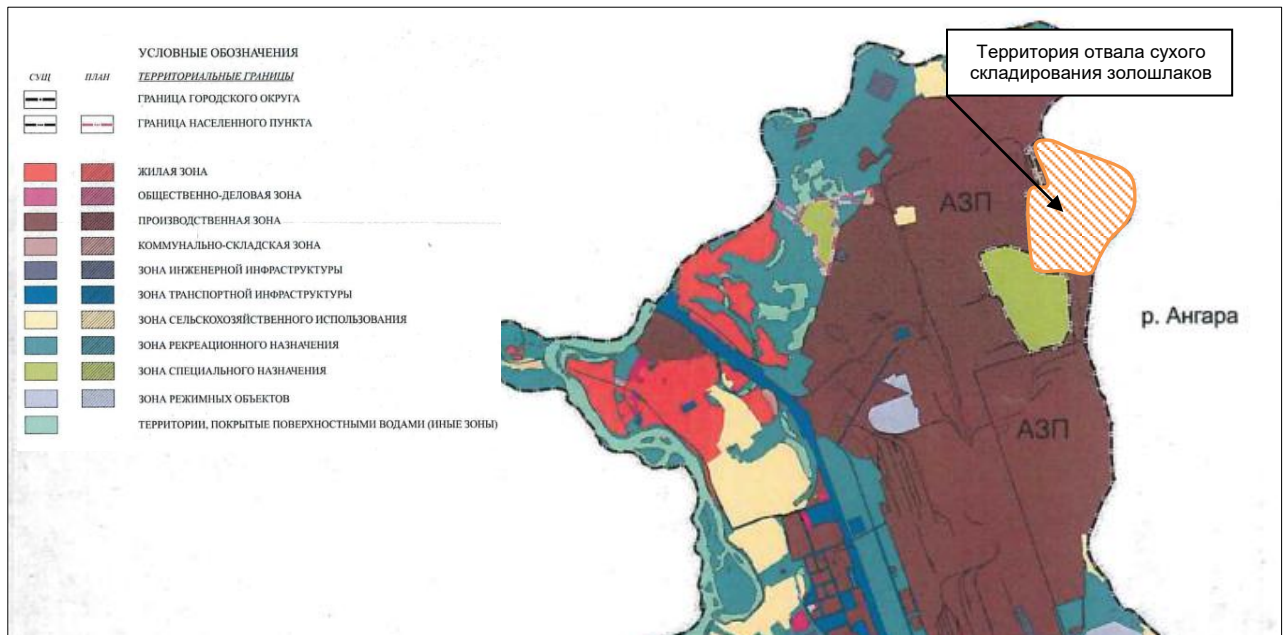 УСЛОВНЫЕ ОБОЗНАЧЕНИЯ
СУЩ ПЛАН ТЕРРИТОРИАЛЬНЫЕ ГРАНИЦЫ
ГРАНИЦА ГОРОДСКОГО ОКРУГА
ГРАНИЦА НАСЕЛЕННОГО ПУНКТА
ЖИЛАЯ ЗОНА
ОБЩЕСТВЕННО-ДЕЛОВАЯ ЗОНА
ПРОИЗВОДСТВЕННАЯ ЗОНА
КОММУНАЛЬНО-СКЛАДСКАЯ ЗОНА
ЗОНА ИНЖЕНЕРНОЙ ИНФРАСТРУКТУРЫ
ЗОНА ТРАНСПОРТНОЙ ИНФРАСТРУКТУРЫ
ЗОНА СЕЛЬСКОХОЗЯЙСТВЕННОГО ИСПОЛЬЗОВАНИЯ
ЗОНА РЕКРЕАЦИОННОГО НАЗНАЧЕНИЯ
ЗОНА СПЕЦИАЛЬНОГО НАЗНАЧЕНИЯ
ЗОНА РЕЖИМНЫХ ОБЪЕКТОВ
ТЕРРИТОРИИ, ПОКРЫТЫЕ ПОВЕРХНОСТНЫМИ ВОДАМИ (ИНЫЕ ЗОНЫ)
Территория отвала сухого
складирования золошлаков
АЗП
р. Ангара
АЗП